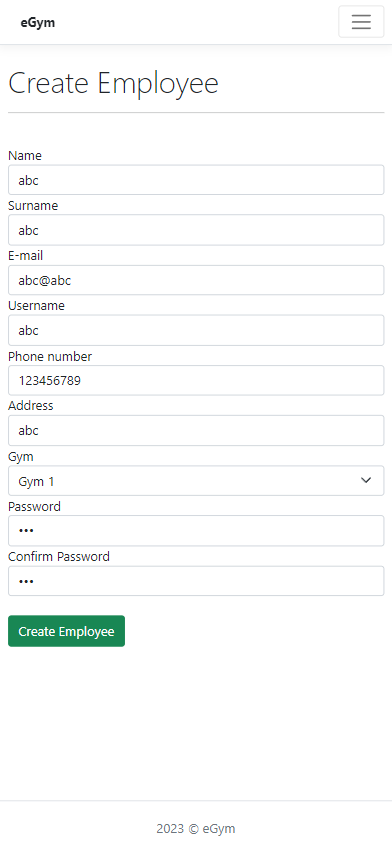 eGym
Create Employee
Name
abc
Surname
abc
E-mail
abc@abc
Username
abc
Phone number
123456789
Address
abc
Gym
Gym 1
Password
•••
Confirm Password
•••
Create Employee
2023 © eGym